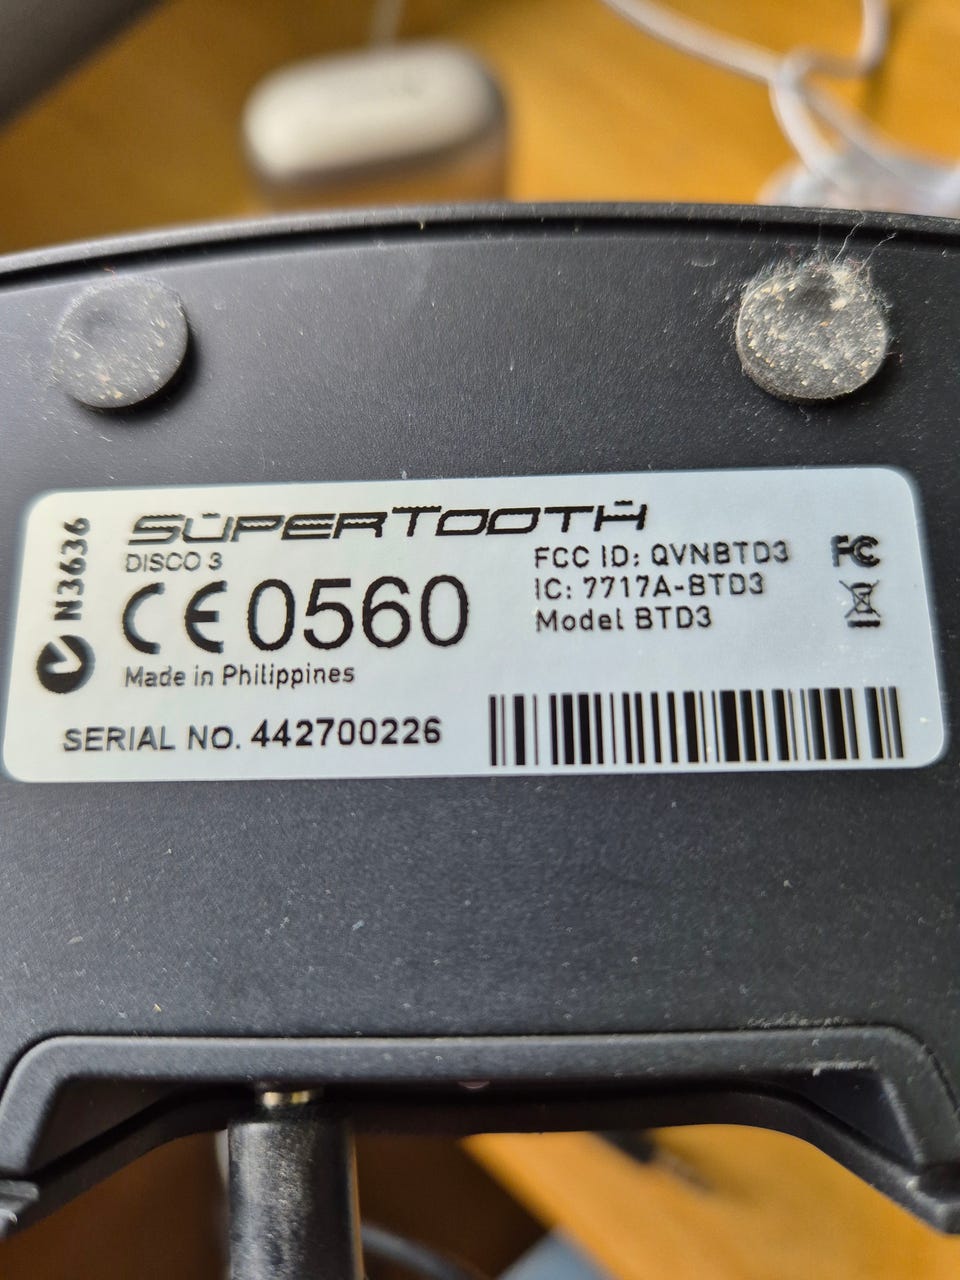 N3636
SUPERTOOTH
DISCO 3
CE 0560
Made in Philippines
FCC ID: QVNBTD3
IC: 7717A-BTD3
Model BTD3
FC
SERIAL NO. 442700226